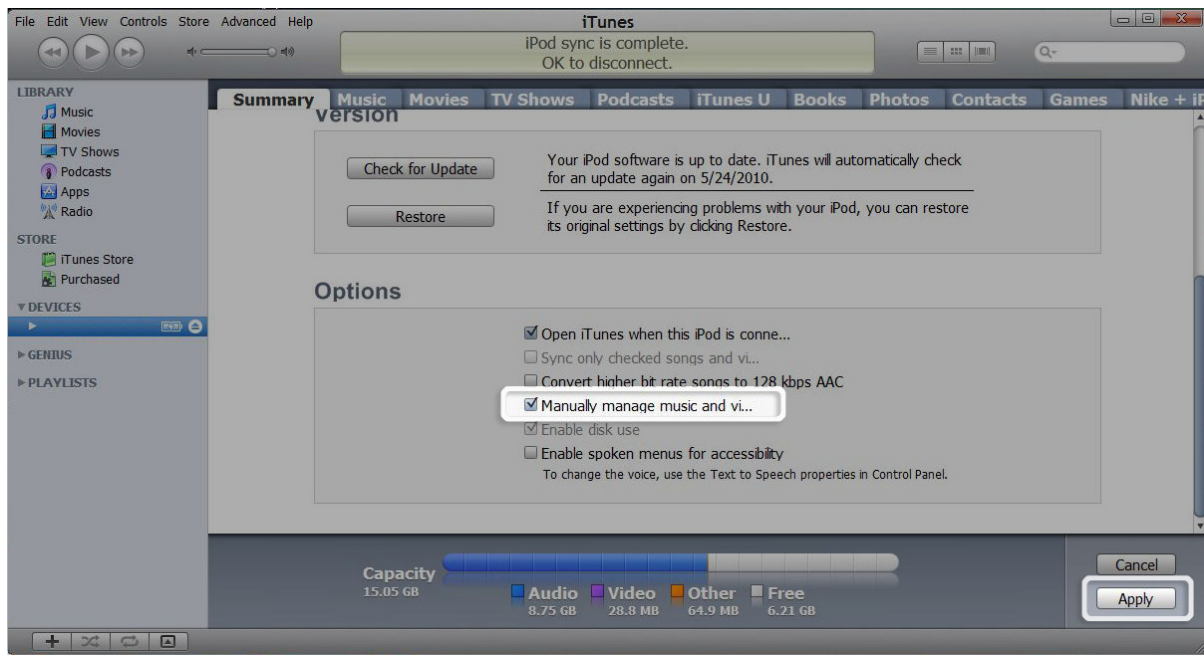 File Edit View Controls Store Advanced Help
iTunes
iPod sync is complete.
OK to disconnect.
LIBRARY
Music
Movies
TV Shows
Podcasts
Apps
Radio
STORE
iTunes Store
Purchased
DEVICES
GENIUS
PLAYLISTS
Summary Music Movies TV Shows Podcasts iTunes U Books Photos Contacts Games Nike + iP
Version
Check for Update
Your iPod software is up to date. iTunes will automatically check
for an update again on 5/24/2010.
Restore
If you are experiencing problems with your iPod, you can restore
its original settings by clicking Restore.
Options
Open iTunes when this iPod is conne...
Sync only checked songs and vi...
Convert higher bit rate songs to 128 kbps AAC
Manually manage music and vi...
Enable disk use
Enable spoken menus for accessibility
To change the voice, use the Text to Speech properties in Control Panel.
Capacity
15.05 GB
Audio
8.75 GB
Video
28.8 MB
Other
64.9 MB
Free
6.21 GB
Cancel
Apply